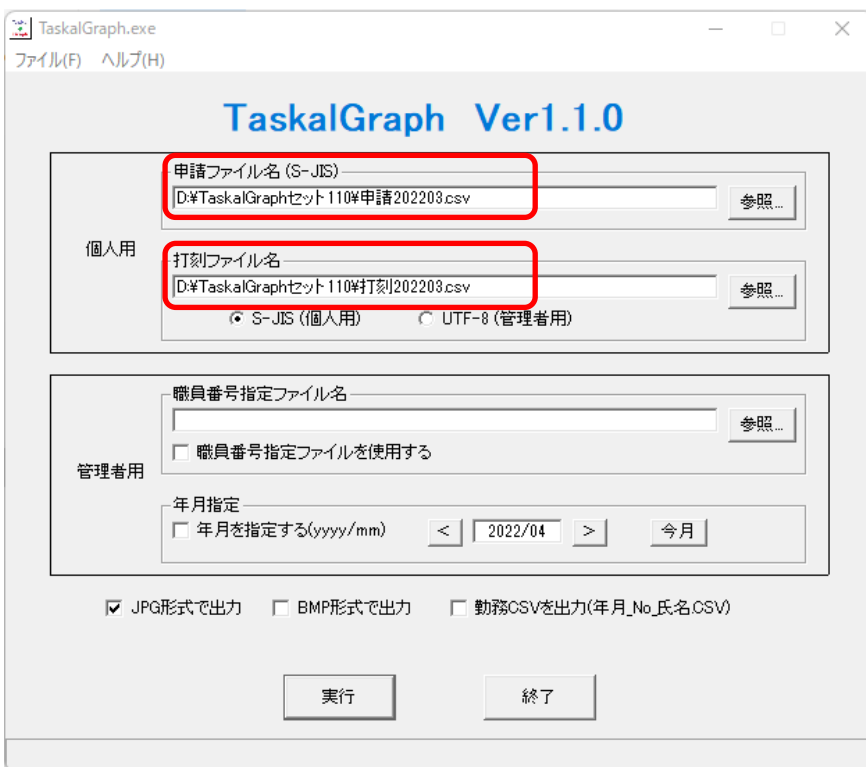 TaskalGraph.exe
ファイル(F) ヘルプ(H)
TaskalGraph Ver1.1.0
申請ファイル名(S-JIS)
D:¥TaskalGraphセット110¥申請202203.csv
参照...
個人用
打刻ファイル名
D:¥TaskalGraphセット110¥打刻202203.csv
参照...
S-JIS(個人用) UTF-8(管理者用)
職員番号指定ファイル名
参照...
職員番号指定ファイルを使用する
管理者用
年月指定
年月を指定する(yyyy/mm) < 2022/04 > 今月
JPG形式で出力 BMP形式で出力 勤務CSVを出力(年月_No_氏名.CSV)
実行 終了